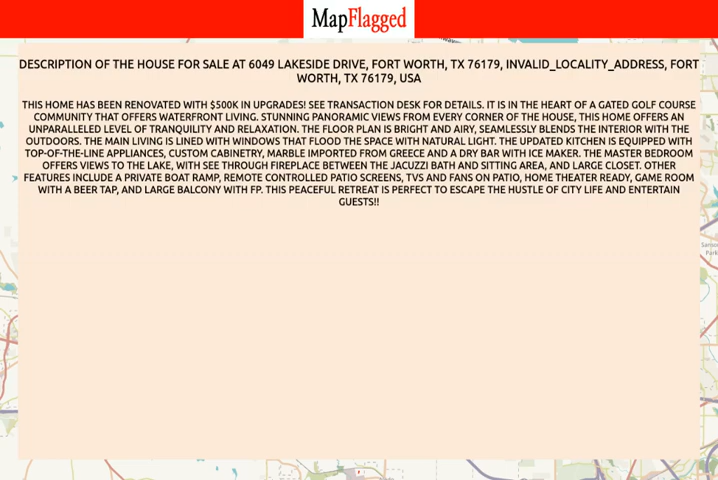 MapFlagged
DESCRIPTION OF THE HOUSE FOR SALE AT 6049 LAKESIDE DRIVE, FORT WORTH, TX 76179, INVALID_LOCALITY_ADDRESS, FORT
WORTH, TX 76179, USA
THIS HOME HAS BEEN RENOVATED WITH $500K IN UPGRADES! SEE TRANSACTION DESK FOR DETAILS. IT IS IN THE HEART OF A GATED GOLF COURSE
COMMUNITY THAT OFFERS WATERFRONT LIVING. STUNNING PANORAMIC VIEWS FROM EVERY CORNER OF THE HOUSE, THIS HOME OFFERS AN
UNPARALLELED LEVEL OF TRANQUILITY AND RELAXATION. THE FLOOR PLAN IS BRIGHT AND AIRY, SEAMLESSLY BLENDS THE INTERIOR WITH THE
OUTDOORS. THE MAIN LIVING IS LINED WITH WINDOWS THAT FLOOD THE SPACE WITH NATURAL LIGHT. THE UPDATED KITCHEN IS EQUIPPED WITH
TOP-OF-THE-LINE APPLIANCES, CUSTOM CABINETRY, MARBLE IMPORTED FROM GREECE AND A DRY BAR WITH ICE MAKER. THE MASTER BEDROOM
OFFERS VIEWS TO THE LAKE, WITH SEE THROUGH FIREPLACE BETWEEN THE JACUZZI BATH AND SITTING AREA, AND LARGE CLOSET. OTHER
FEATURES INCLUDE A PRIVATE BOAT RAMP, REMOTE CONTROLLED PATIO SCREENS, TVS AND FANS ON PATIO, HOME THEATER READY, GAME ROOM
WITH A BEER TAP, AND LARGE BALCONY WITH FP. THIS PEACEFUL RETREAT IS PERFECT TO ESCAPE THE HUSTLE OF CITY LIFE AND ENTERTAIN
GUESTS!!